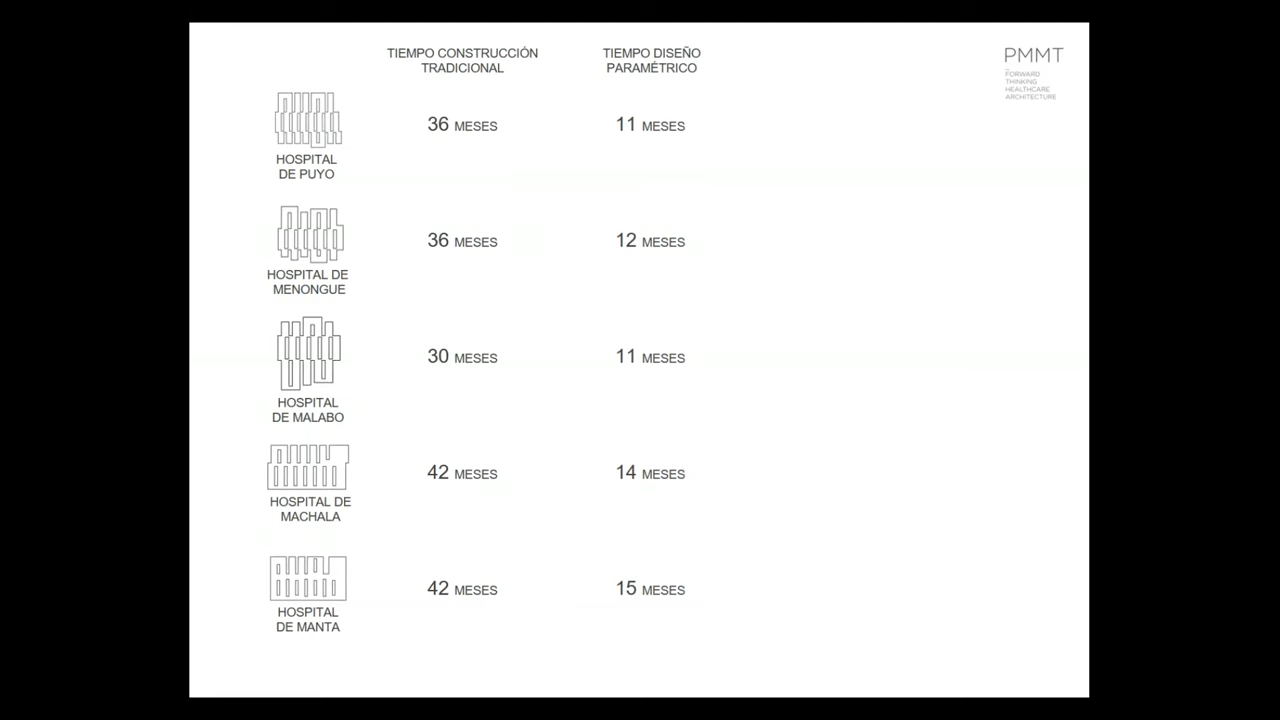 TIEMPO CONSTRUCCIÓN
TRADICIONAL
TIEMPO DISEÑO
PARAMÉTRICO
PMMT
FORWARD
THINKING
HEALTHCARE
ARCHITECTURE
36 MESES
11 MESES
HOSPITAL
DE PUYO
36 MESES
12 MESES
HOSPITAL DE
MENONGUE
30 MESES
11 MESES
HOSPITAL
DE MALABO
42 MESES
14 MESES
HOSPITAL DE
MACHALA
42 MESES
15 MESES
HOSPITAL
DE MANTA